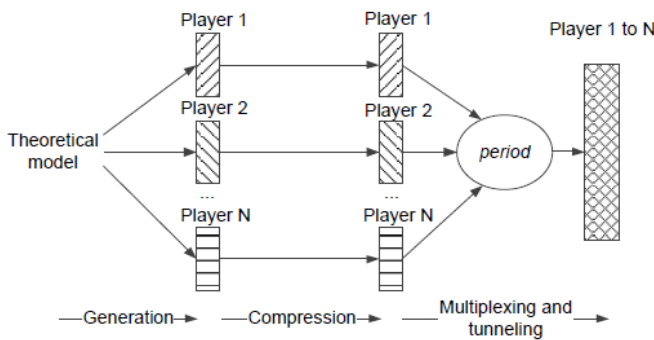 Player 1
Player 1
Player 1 to N
Player 2
Player 2
Theoretical
model
period
...
...
Player N
Player N
Generation
Compression
Multiplexing and
tunneling